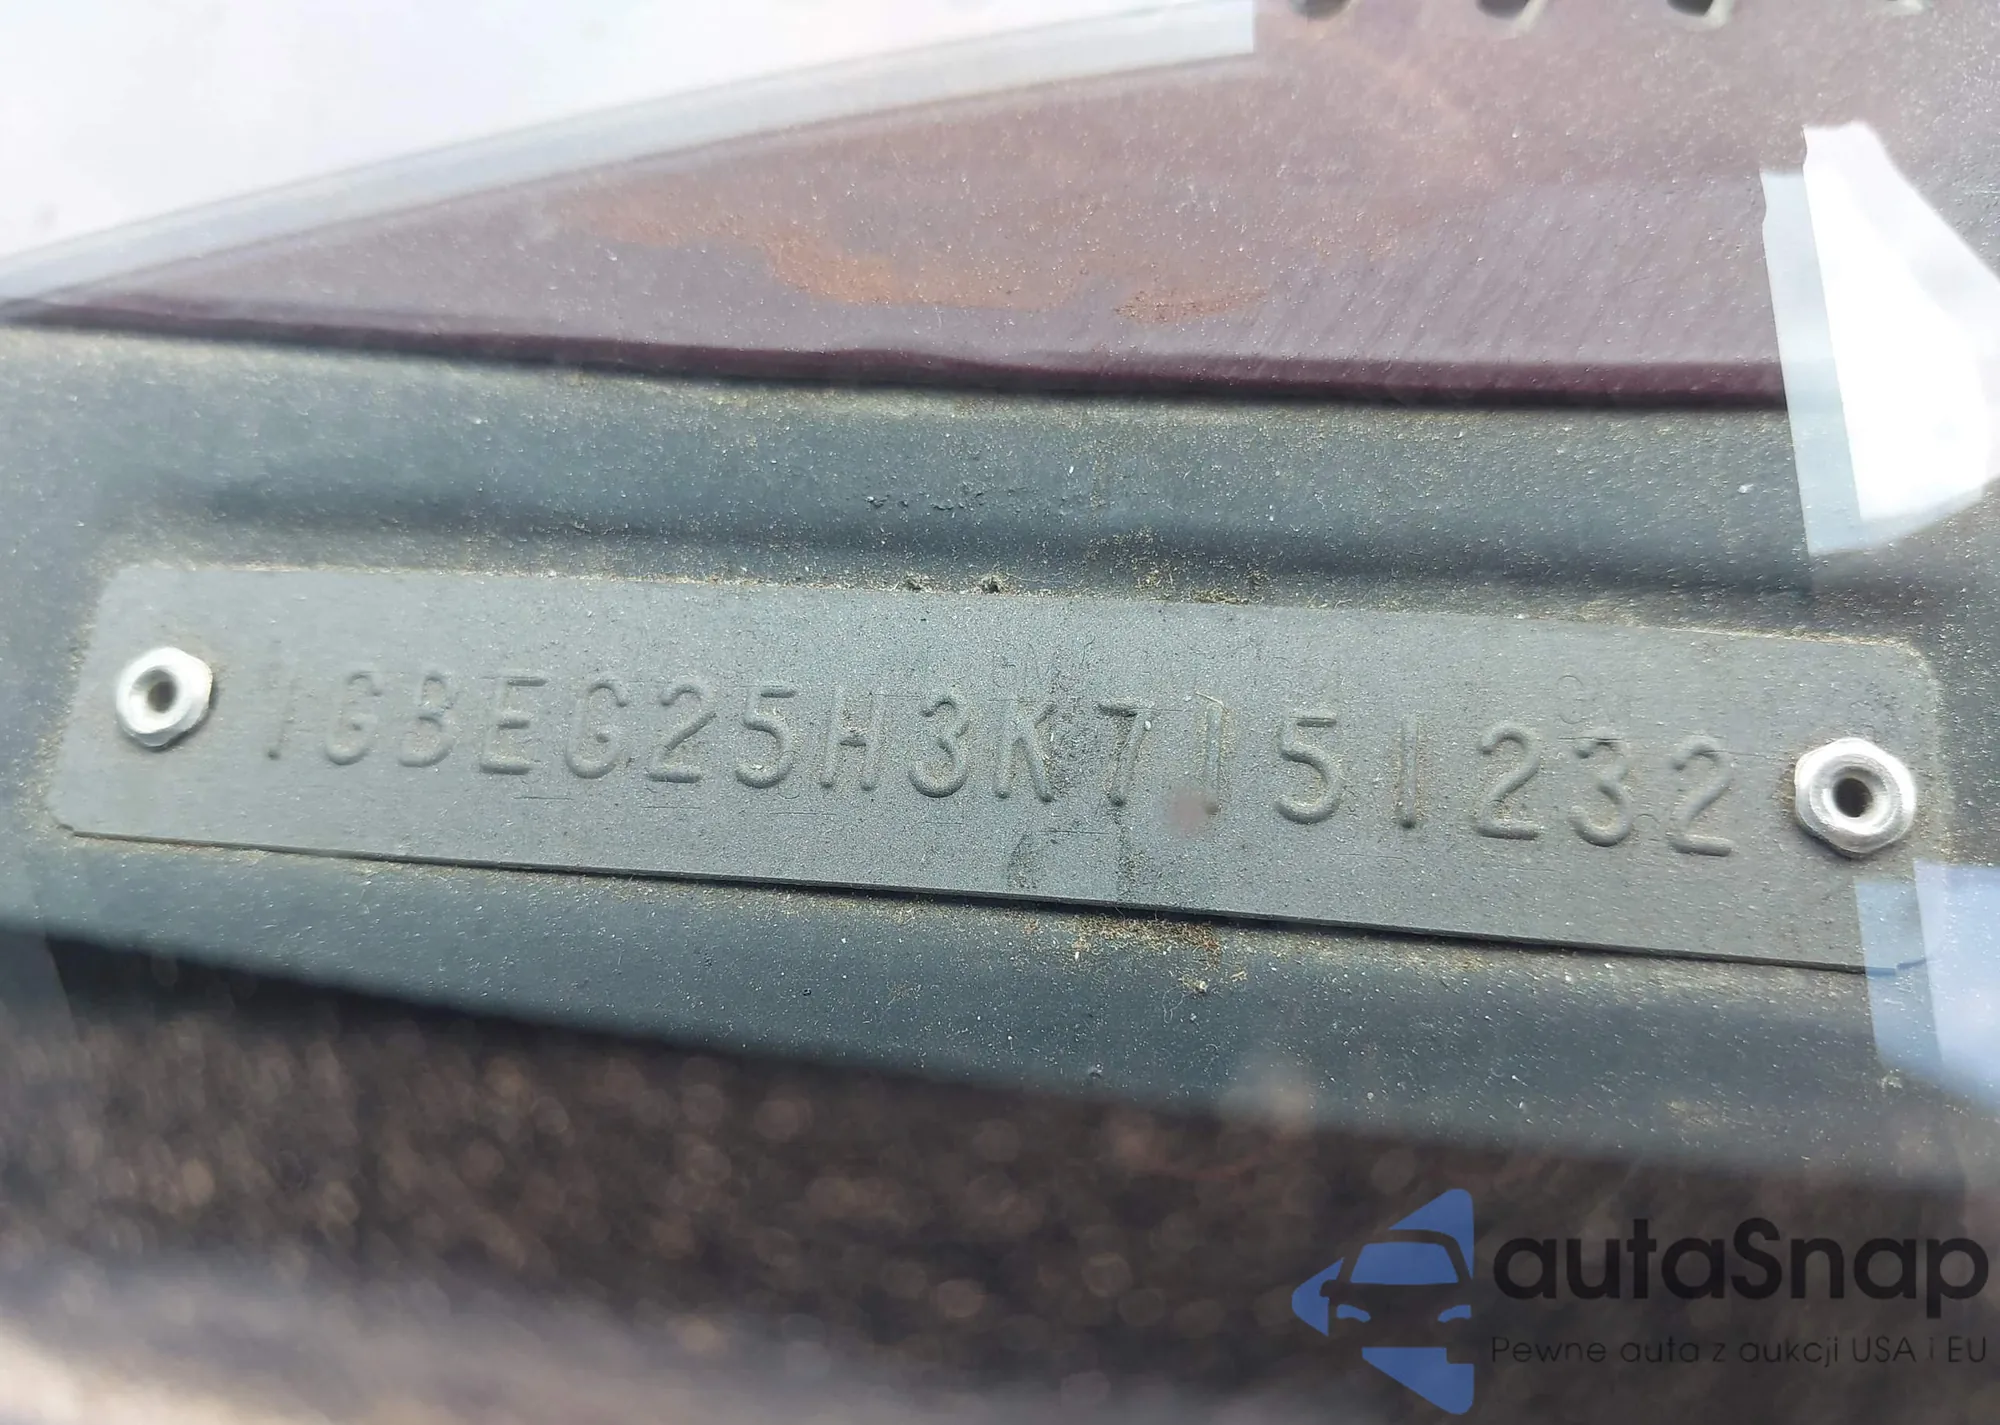 1GBEG25H3K7151232
autaSnap
Pewne auta z aukcji USA i EU